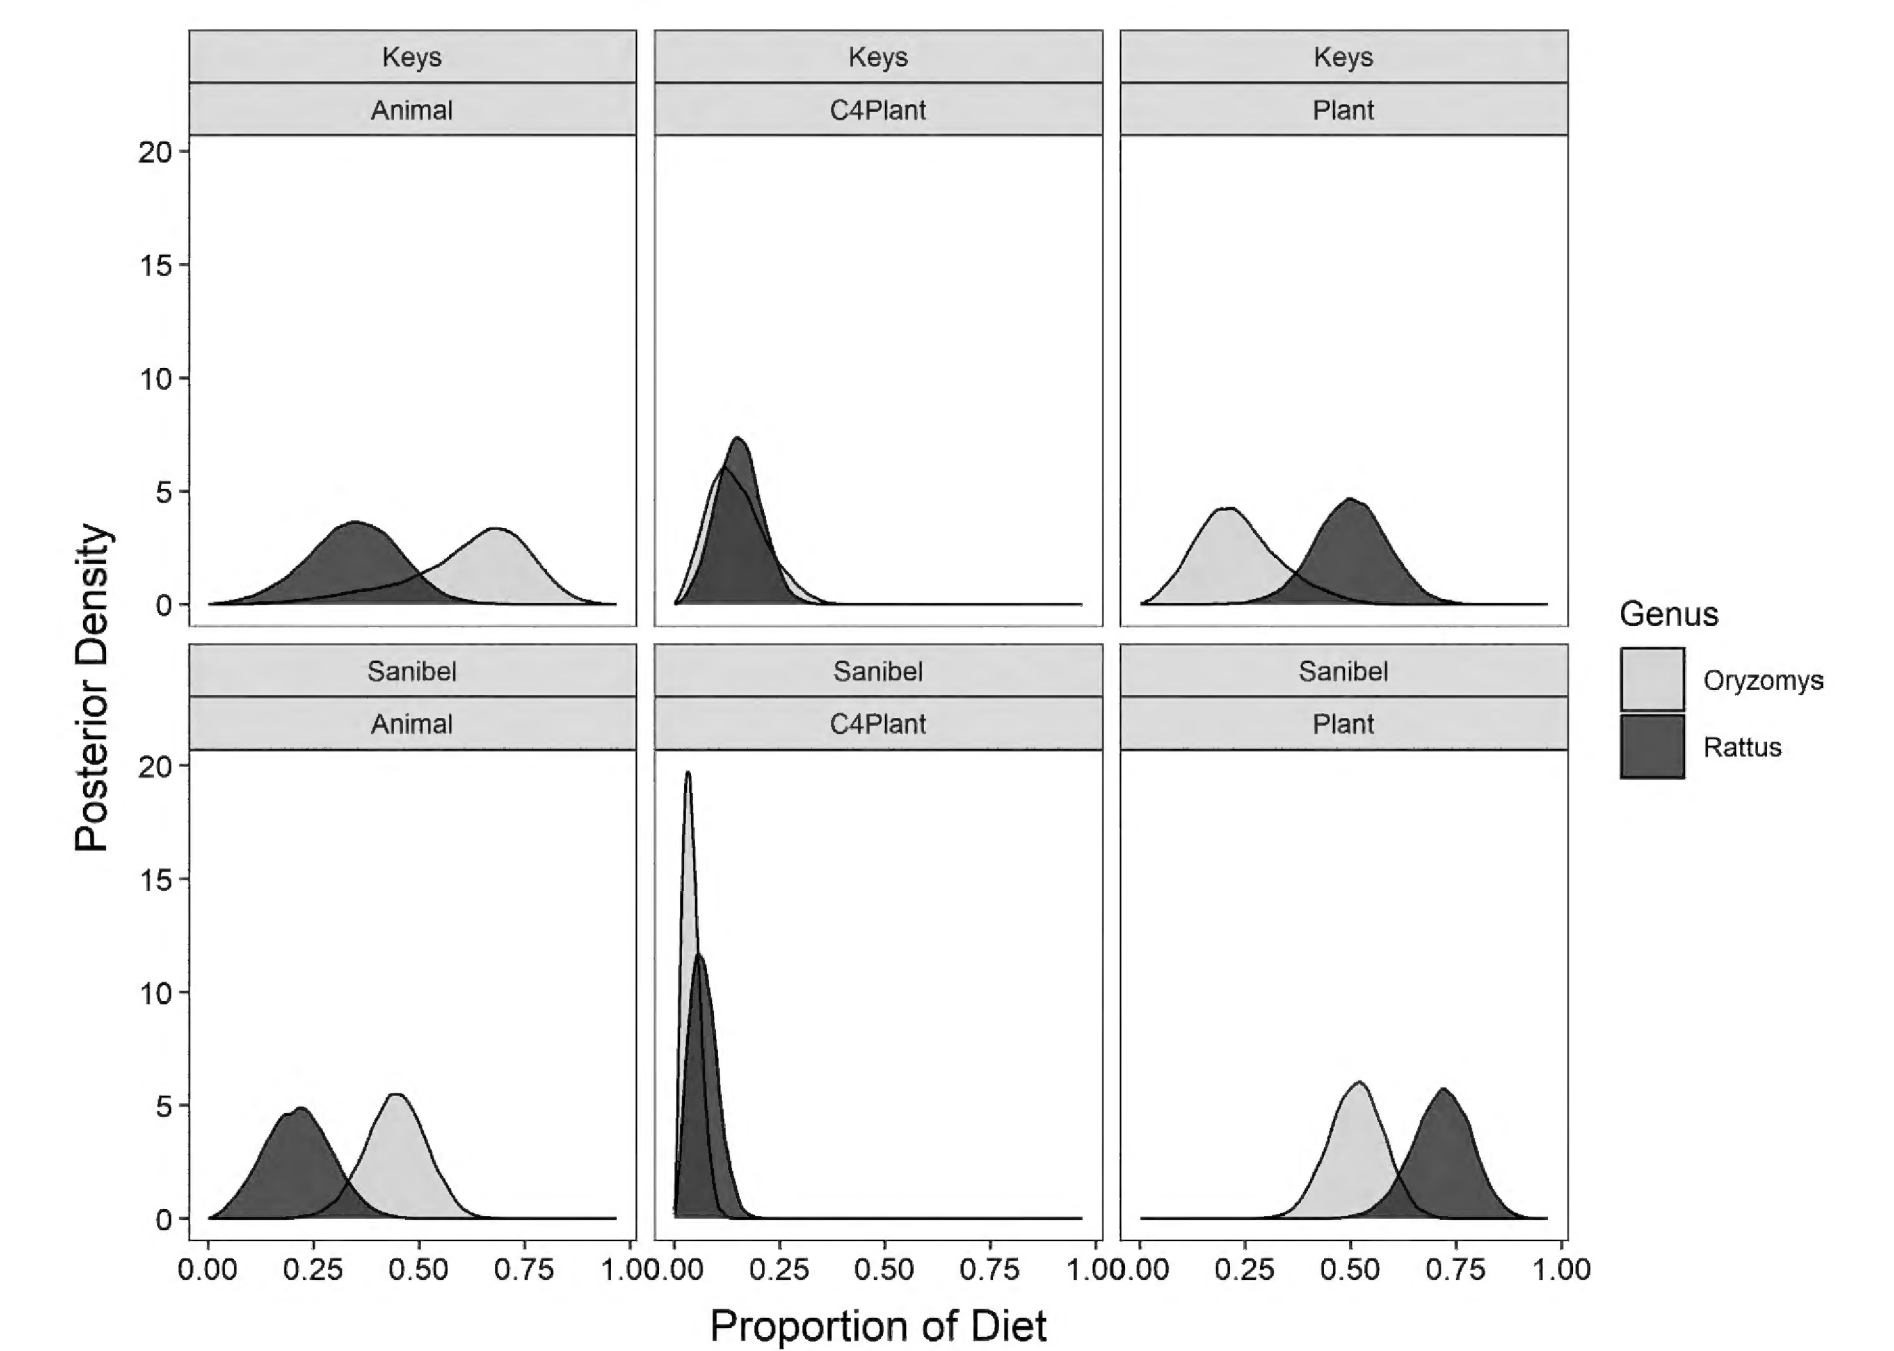 Keys Keys Keys
Animal C4Plant Plant
20
15
10
5
0
Posterior Density
Genus
Oryzomys
Rattus
Sanibel Sanibel Sanibel
Animal C4Plant Plant
20
15
10
5
0
0.00 0.25 0.50 0.75 1.00 0.00 0.25 0.50 0.75 1.00 0.00 0.25 0.50 0.75 1.00
Proportion of Diet